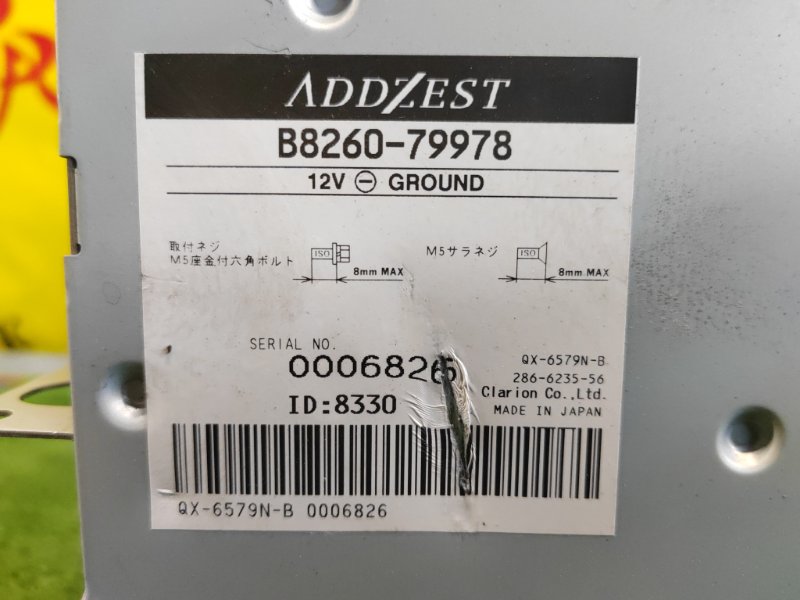 ADDZEST
B8260-79978
12V ⊖ GROUND
取付ネジ
M5座金付六角ボルト
ISO
8mm MAX
M5サラネジ
ISO
8mm MAX
SERIAL NO.
0006826
ID:8330
QX-6579N-B
286-6235-56
Clarion Co.,Ltd.
MADE IN JAPAN
QX-6579N-B 0006826